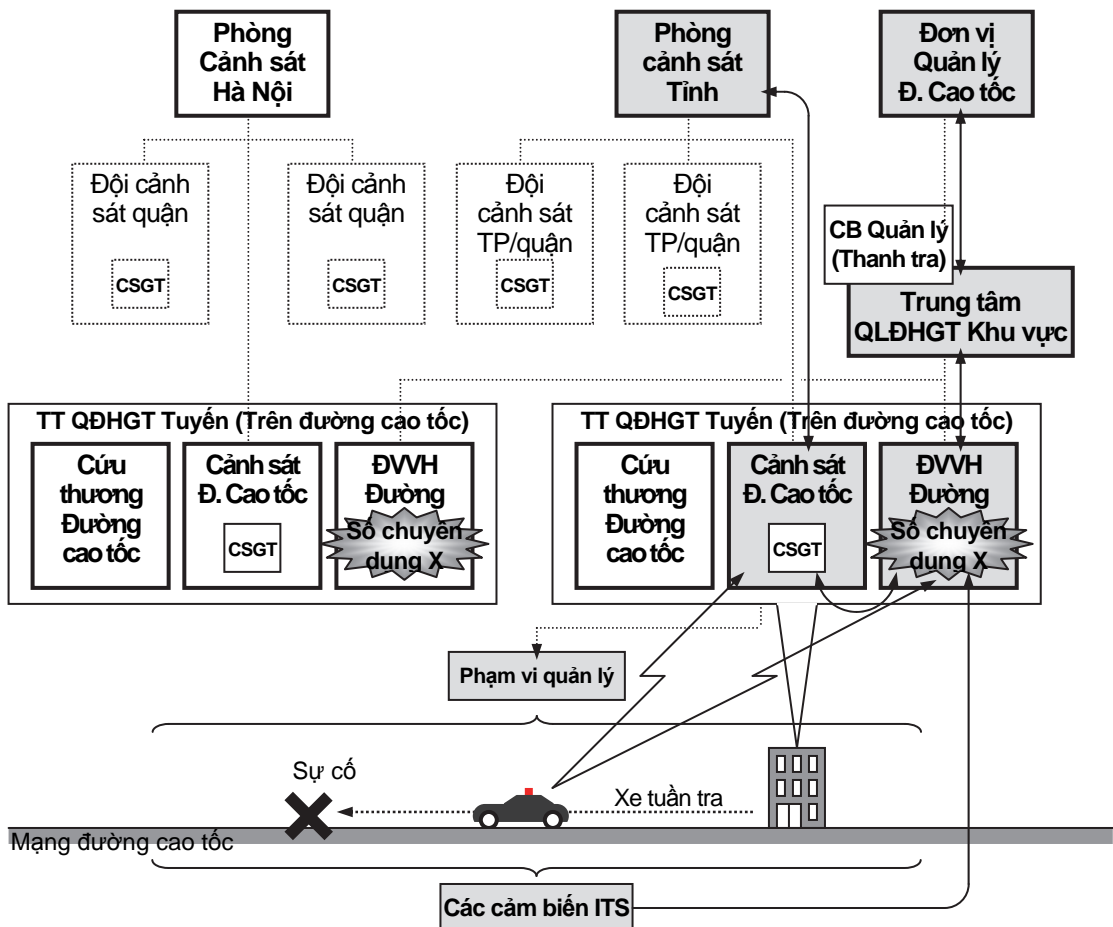 Phòng
Cảnh sát
Hà Nội
Phòng
cảnh sát
Tỉnh
Đơn vị
Quản lý
Đ. Cao tốc
Đội cảnh
sát quận
CSGT
Đội cảnh
sát quận
CSGT
Đội
cảnh sát
TP/quận
CSGT
Đội
cảnh sát
TP/quận
CSGT
CB Quản lý
(Thanh tra)
Trung tâm
QLĐHGT Khu vực
TT QĐHGT Tuyến (Trên đường cao tốc)
Cứu
thương
Đường
cao tốc
Cảnh sát
Đ. Cao tốc
CSGT
ĐVVH
Đường
Số chuyên
dụng X
TT QĐHGT Tuyến (Trên đường cao tốc)
Cứu
thương
Đường
cao tốc
Cảnh sát
Đ. Cao tốc
CSGT
ĐVVH
Đường
Số chuyên
dụng X
Phạm vi quản lý
Sự cố
Xe tuần tra
Mạng đường cao tốc
Các cảm biến ITS